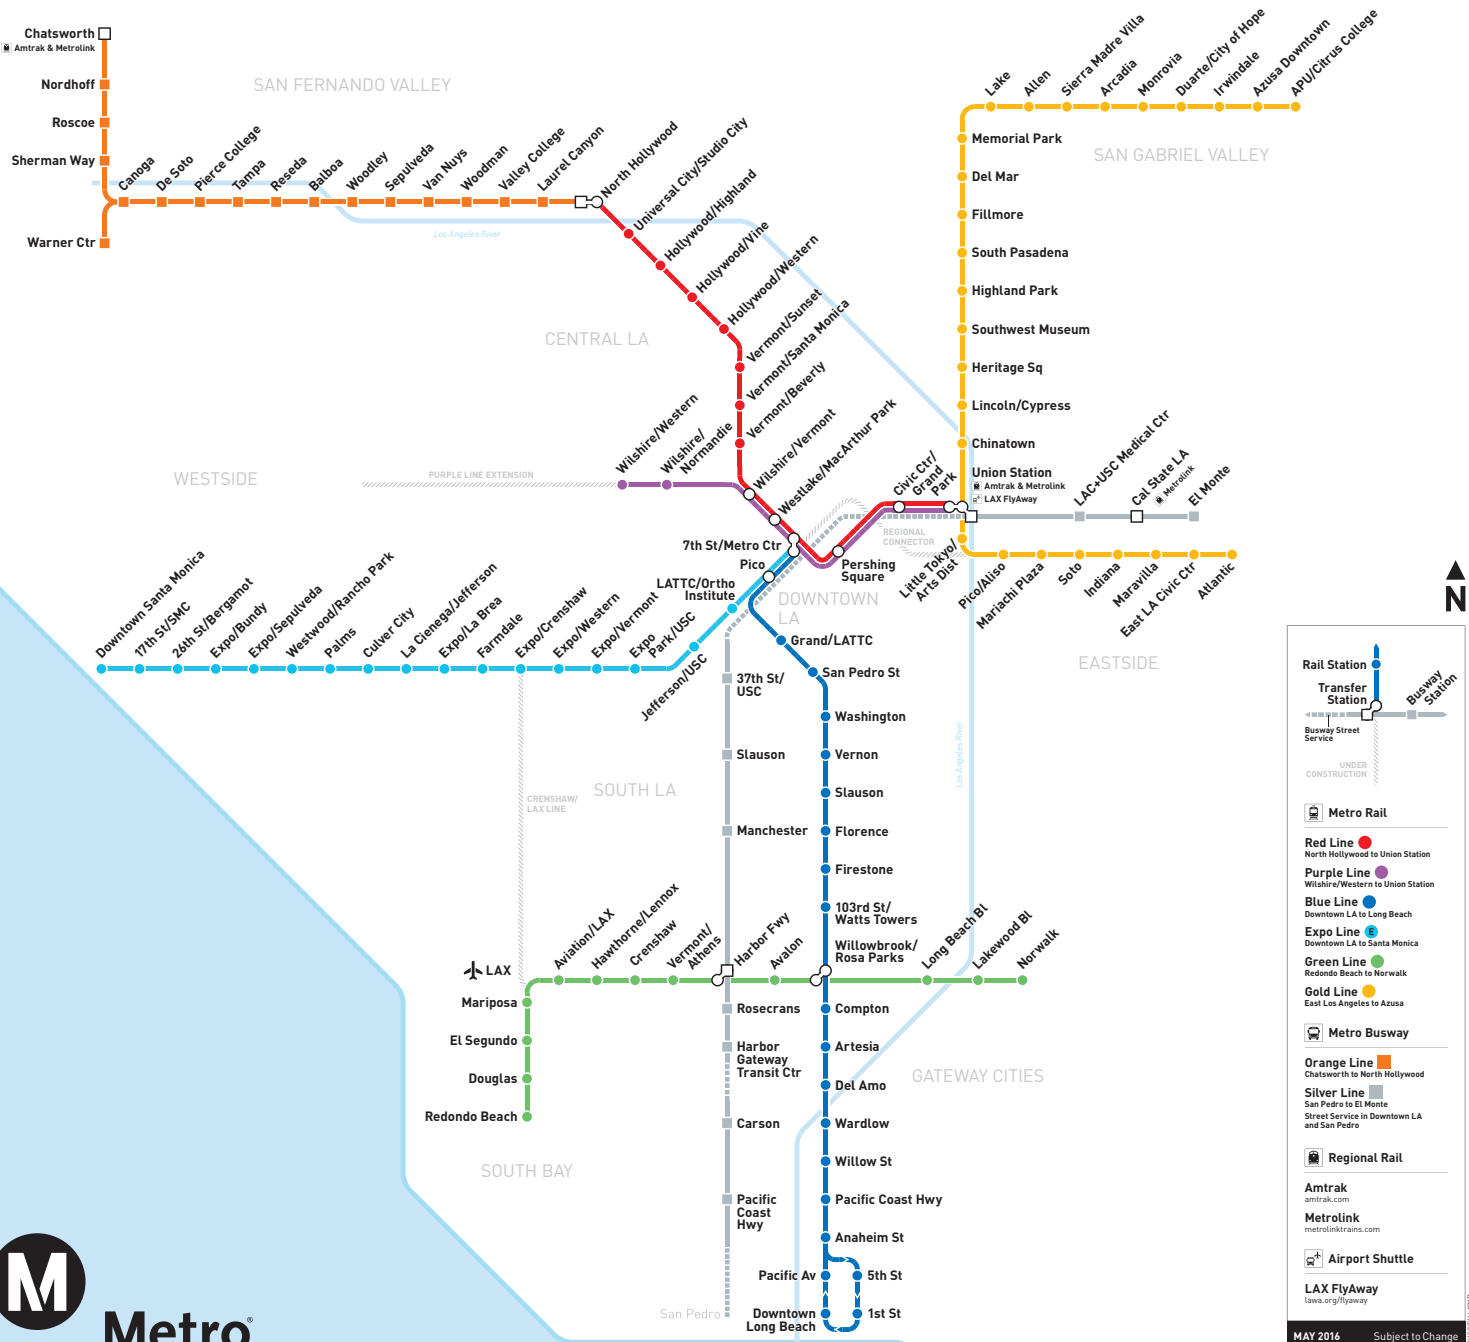 Chatsworth
Amtrak & Metrolink
Nordhoff
Roscoe
Sherman Way
Warner Ctr
Canoga
De Soto
Pierce College
Tampa
Reseda
Balboa
Woodley
Sepulveda
Van Nuys
Woodman
Valley College
Laurel Canyon
North Hollywood
SAN FERNANDO VALLEY
Los Angeles River
Universal City/Studio City
Hollywood/Highland
Hollywood/Vine
Hollywood/Western
Vermont/Sunset
Vermont/Santa Monica
Vermont/Beverly
Wilshire/Vermont
Westlake/MacArthur Park
CENTRAL LA
WESTSIDE
PURPLE LINE EXTENSION
Wilshire/Western
Wilshire/
Normandie
7th St/Metro Ctr
Pershing
Square
Civic Ctr/
Grand
Park
REGIONAL
CONNECTOR
Lake
Allen
Sierra Madre Villa
Arcadia
Monrovia
Duarte/City of Hope
Irwindale
Azusa Downtown
APU/Citrus College
SAN GABRIEL VALLEY
Memorial Park
Del Mar
Fillmore
South Pasadena
Highland Park
Southwest Museum
Heritage Sq
Lincoln/Cypress
Chinatown
Union Station
Amtrak & Metrolink
LAX FlyAway
LAC+USC Medical Ctr
Cal State LA
Metrolink
El Monte
Little Tokyo/
Arts Dist
Pico/Aliso
Mariachi Plaza
Soto
Indiana
Maravilla
East LA Civic Ctr
Atlantic
EASTSIDE
Downtown Santa Monica
17th St/SMC
26th St/Bergamot
Expo/Bundy
Expo/Sepulveda
Westwood/Rancho Park
Palms
Culver City
La Cienega/Jefferson
Expo/La Brea
Farmdale
Expo/Crenshaw
Expo/Western
Expo/Vermont
Expo
Park/USC
Jefferson/USC
LATTC/Ortho
Institute
Pico
DOWNTOWN
LA
Grand/LATTC
San Pedro St
Washington
Vernon
Slauson
Florence
Firestone
103rd St/
Watts Towers
Willowbrook/
Rosa Parks
Compton
Artesia
Del Amo
Wardlow
Willow St
Pacific Coast Hwy
Anaheim St
Pacific Av
5th St
Downtown
Long Beach
1st St
37th St/
USC
Slauson
Manchester
Harbor Fwy
Rosecrans
Harbor
Gateway
Transit Ctr
Carson
Pacific
Coast
Hwy
San Pedro
SOUTH LA
CRENSHAW/
LAX LINE
LAX
Aviation/LAX
Hawthorne/Lennox
Crenshaw
Vermont/
Athens
Avalon
Long Beach Bl
Lakewood Bl
Norwalk
Mariposa
El Segundo
Douglas
Redondo Beach
SOUTH BAY
GATEWAY CITIES
Los Angeles River
M
Metro®
N
Rail Station
Transfer
Station
Busway
Station
Busway Street
Service
UNDER
CONSTRUCTION
Metro Rail
Red Line
North Hollywood to Union Station
Purple Line
Wilshire/Western to Union Station
Blue Line
Downtown LA to Long Beach
Expo Line E
Downtown LA to Santa Monica
Green Line
Redondo Beach to Norwalk
Gold Line
East Los Angeles to Azusa
Metro Busway
Orange Line
Chatsworth to North Hollywood
Silver Line
San Pedro to El Monte
Street Service in Downtown LA
and San Pedro
Regional Rail
Amtrak
amtrak.com
Metrolink
metrolinktrains.com
Airport Shuttle
LAX FlyAway
lawa.org/flyaway
MAY 2016 Subject to Change